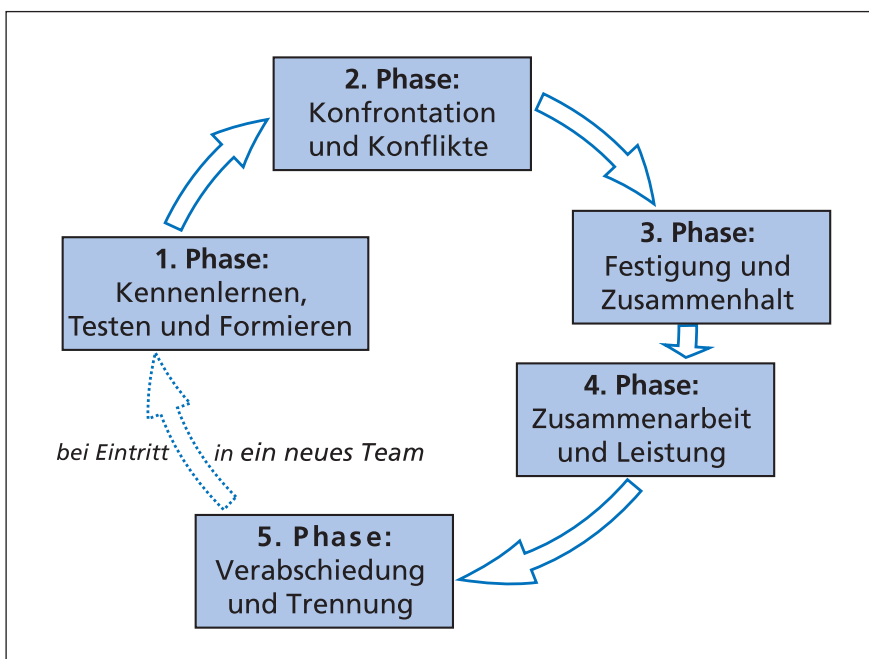 2. Phase:
Konfrontation
und Konflikte
3. Phase:
Festigung und
Zusammenhalt
1. Phase:
Kennenlernen,
Testen und Formieren
4. Phase:
Zusammenarbeit
und Leistung
bei Eintritt in ein neues Team
5. Phase:
Verabschiedung
und Trennung